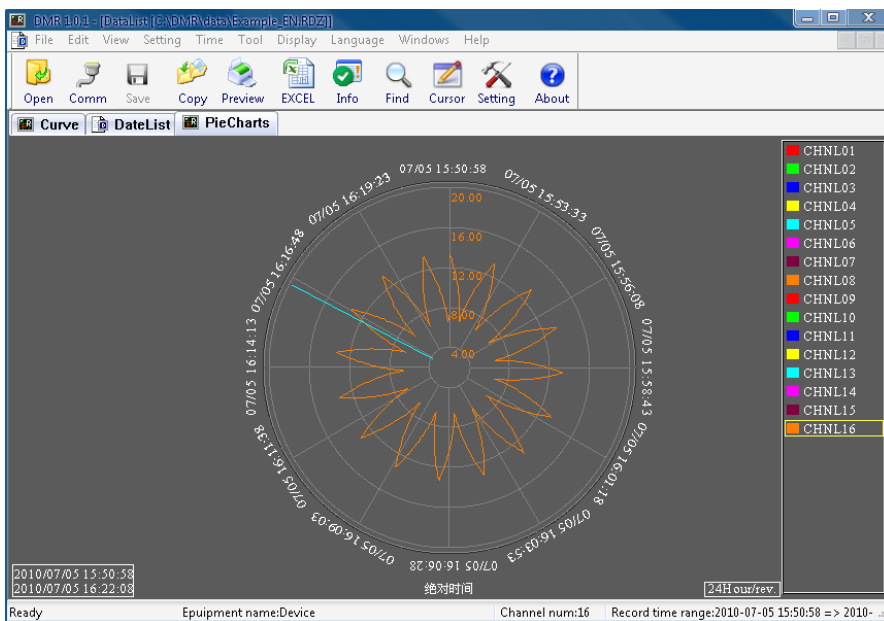 DMR 1.0.1 - [DataList [C:\DMR\data\Example_EN.RDZ]]
File Edit View Setting Time Tool Display Language Windows Help
Open Comm Save Copy Preview EXCEL Info Find Cursor Setting About
Curve DateList PieCharts
07/05 15:50:58
07/05 15:53:33
07/05 15:56:08
07/05 15:58:43
07/05 16:01:18
07/05 16:03:53
07/05 16:06:28
07/05 16:09:03
07/05 16:11:38
07/05 16:14:13
07/05 16:16:48
07/05 16:19:23
20.00
16.00
12.00
8.00
4.00
绝对时间
CHNL01
CHNL02
CHNL03
CHNL04
CHNL05
CHNL06
CHNL07
CHNL08
CHNL09
CHNL10
CHNL11
CHNL12
CHNL13
CHNL14
CHNL15
CHNL16
2010/07/05 15:50:58
2010/07/05 16:22:08
24Hour/rev.
Ready Epuipment name:Device Channel num:16 Record time range:2010-07-05 15:50:58 => 2010-